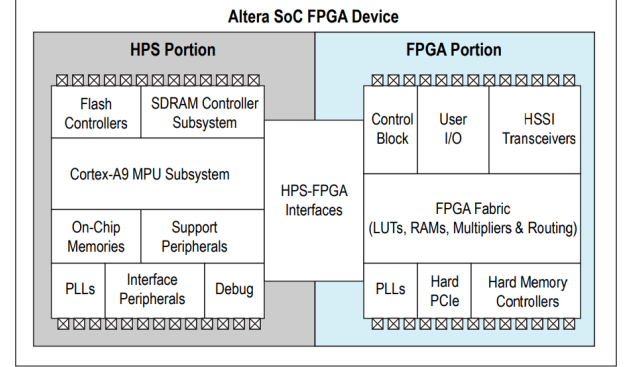 Altera SoC FPGA Device
HPS Portion
FPGA Portion
Flash
Controllers
SDRAM Controller
Subsystem
Cortex-A9 MPU Subsystem
On-Chip
Memories
Support
Peripherals
PLLs
Interface
Peripherals
Debug
HPS-FPGA
Interfaces
Control
Block
User
I/O
HSSI
Transceivers
FPGA Fabric
(LUTs, RAMs, Multipliers & Routing)
PLLs
Hard
PCIe
Hard Memory
Controllers